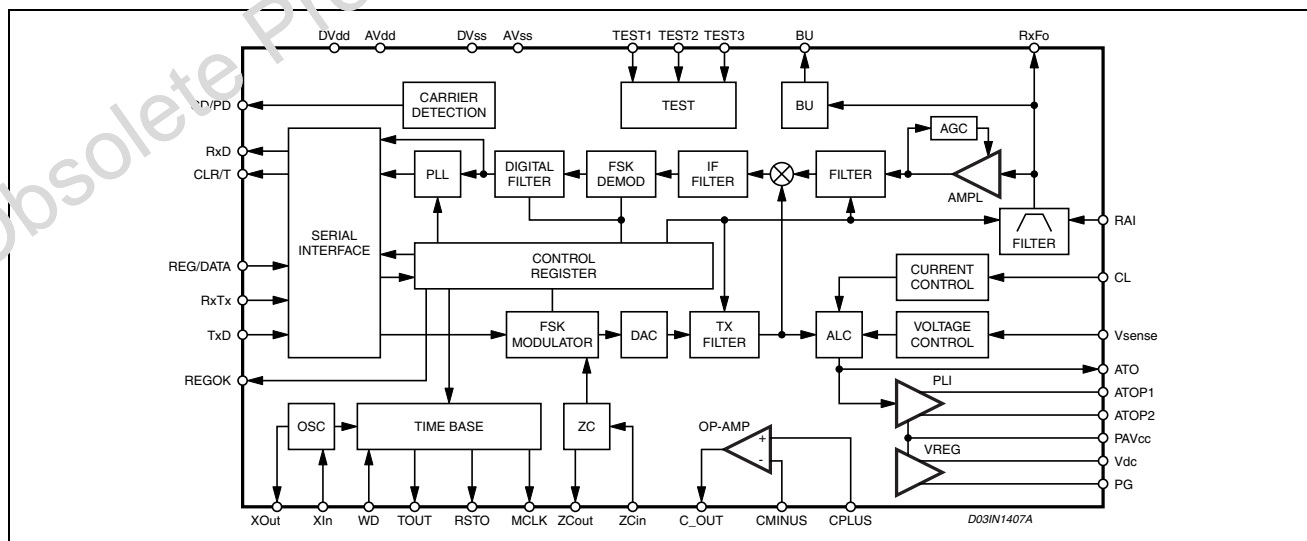 DVdd AVdd DVss AVss TEST1 TEST2 TEST3 BU RxFo
CARRIER
DETECTION
TEST
BU
AGC
RxD
CLR/T
PLL
DIGITAL
FILTER
FSK
DEMOD
IF
FILTER
FILTER
AMPL
SERIAL
INTERFACE
FILTER
RAI
REG/DATA
CONTROL
REGISTER
CURRENT
CONTROL
CL
RxTx
TxD
FSK
MODULATOR
DAC
TX
FILTER
ALC
VOLTAGE
CONTROL
Vsense
ATO
REGOK
PLI
ATOP1
ATOP2
OSC
TIME BASE
ZC
OP-AMP
+
-
PAVcc
VREG
Vdc
PG
XOut XIn WD TOUT RSTO MCLK ZCout ZCin C_OUT CMINUS CPLUS
D03IN1407A
Obsolete